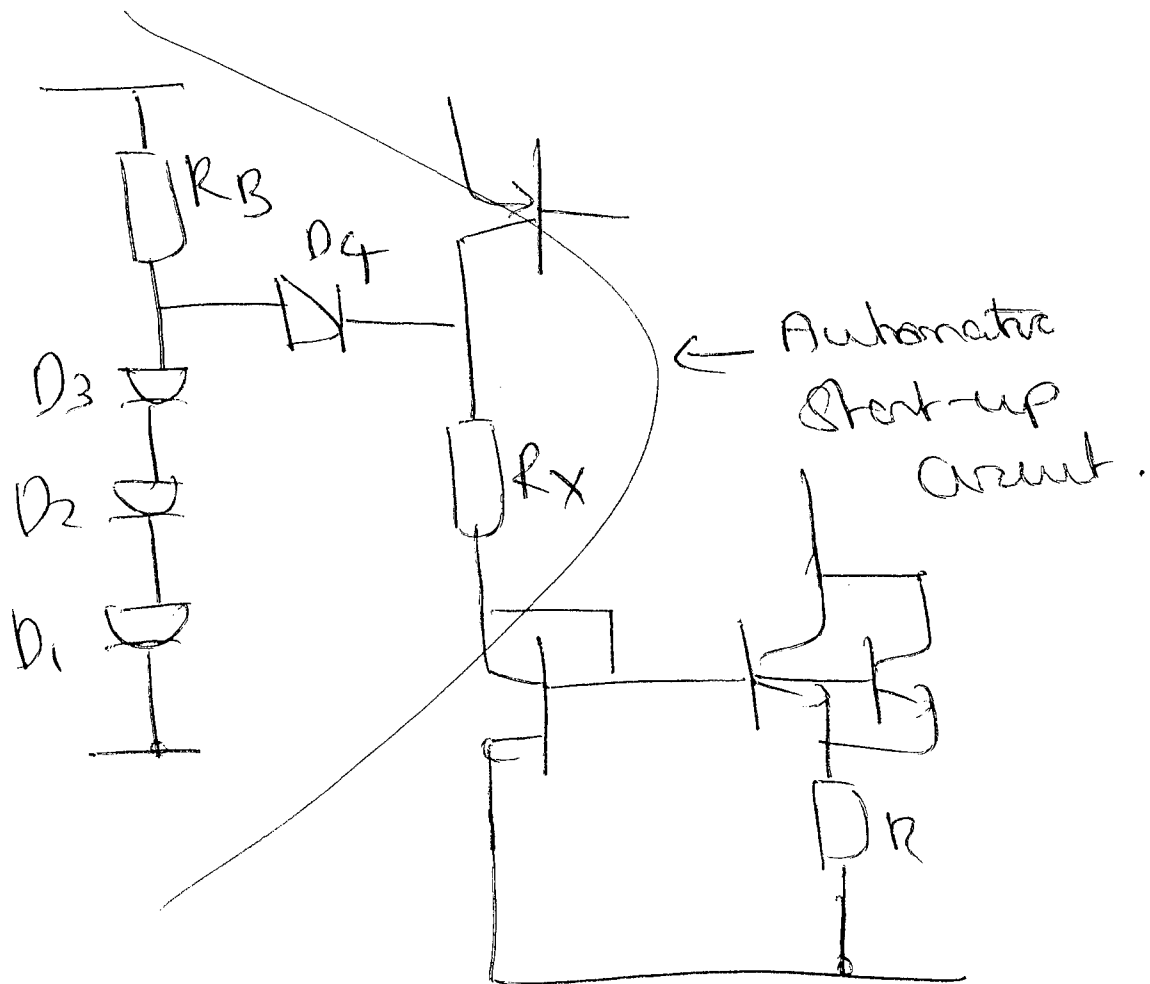 RB
D4
D3
D2
D1
RX
R
← Automatic
Start-up
Circuit.